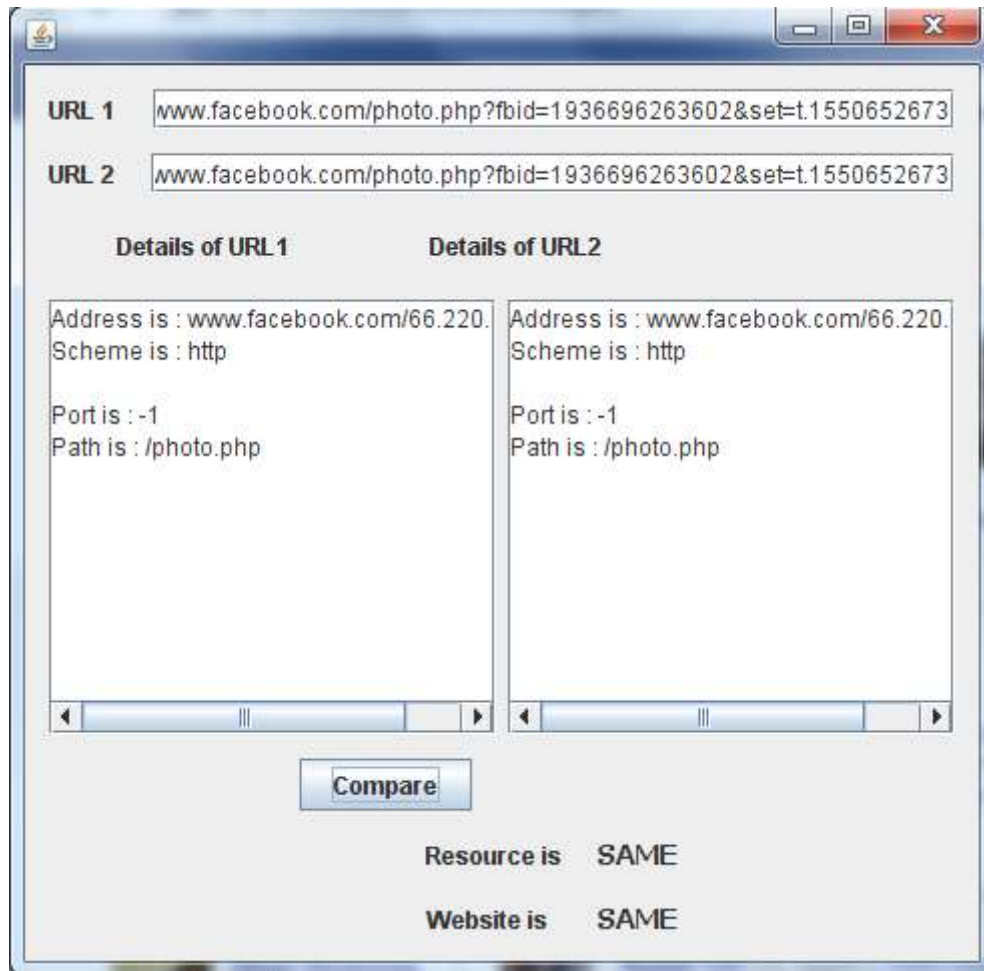 URL 1 www.facebook.com/photo.php?fbid=1936696263602&set=t.1550652673
URL 2 www.facebook.com/photo.php?fbid=1936696263602&set=t.1550652673
Details of URL1 Details of URL2
Address is : www.facebook.com/66.220. Address is : www.facebook.com/66.220.
Scheme is : http Scheme is : http
Port is : -1 Port is : -1
Path is : /photo.php Path is : /photo.php
Compare
Resource is SAME
Website is SAME